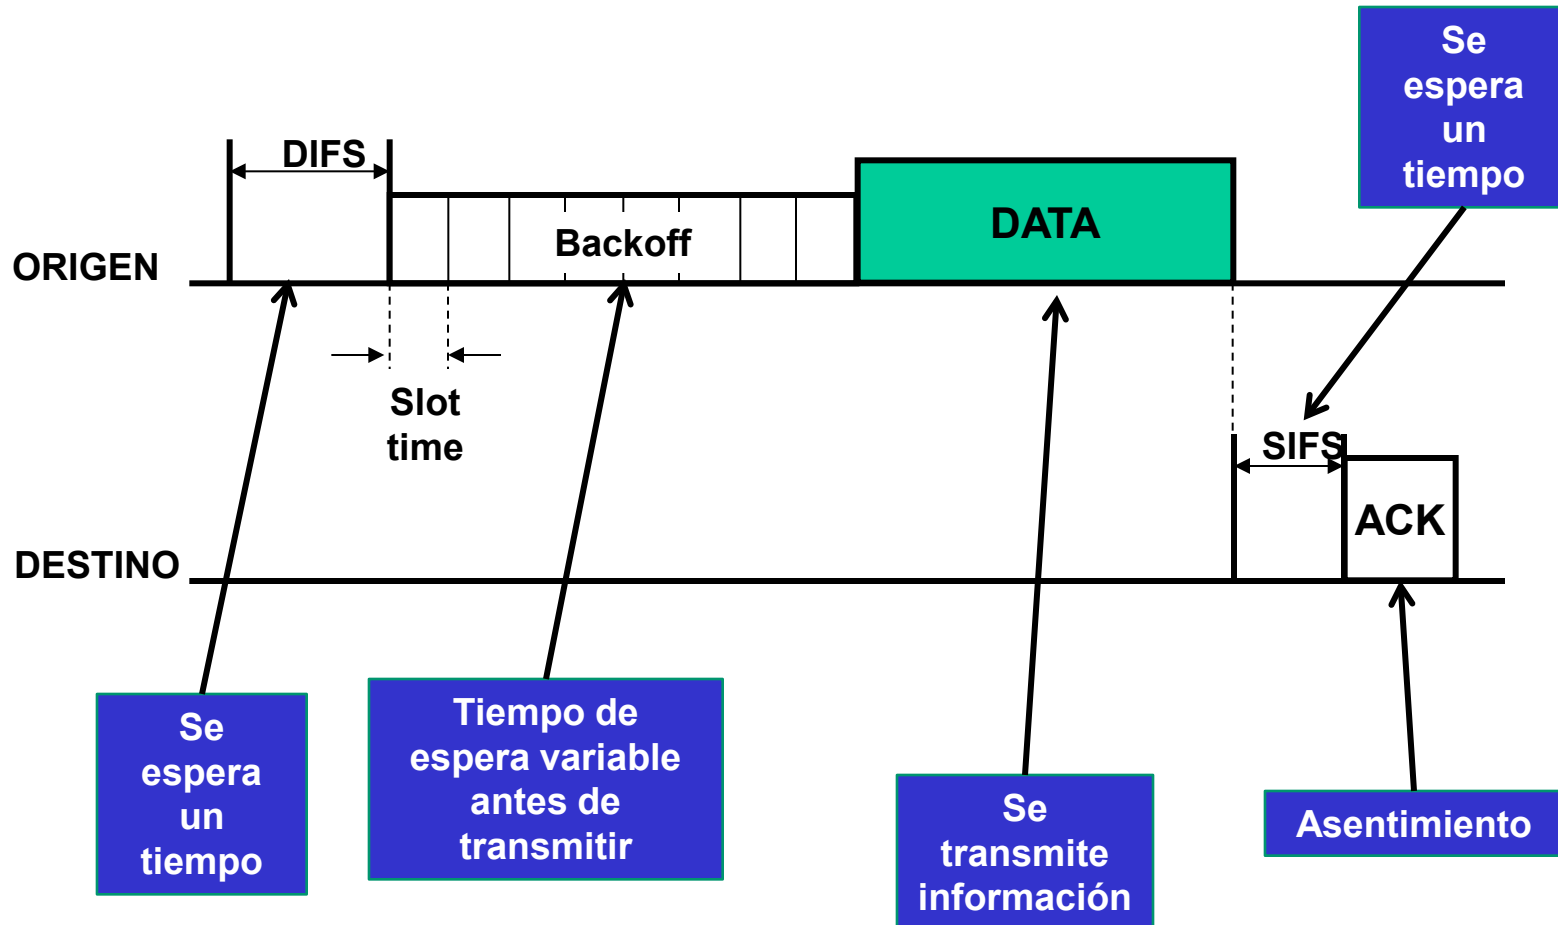 Se
espera
un
tiempo
DIFS
Backoff
DATA
ORIGEN
Slot
time
SIFS
ACK
DESTINO
Se
espera
un
tiempo
Tiempo de
espera variable
antes de
transmitir
Se
transmite
información
Asentimiento